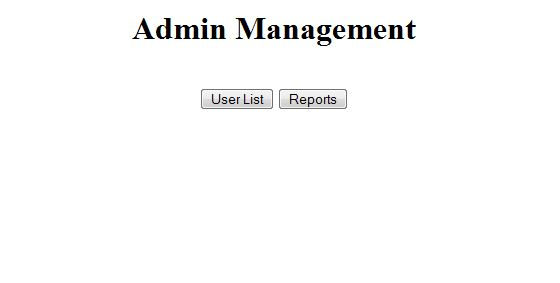 Admin Management
User List Reports